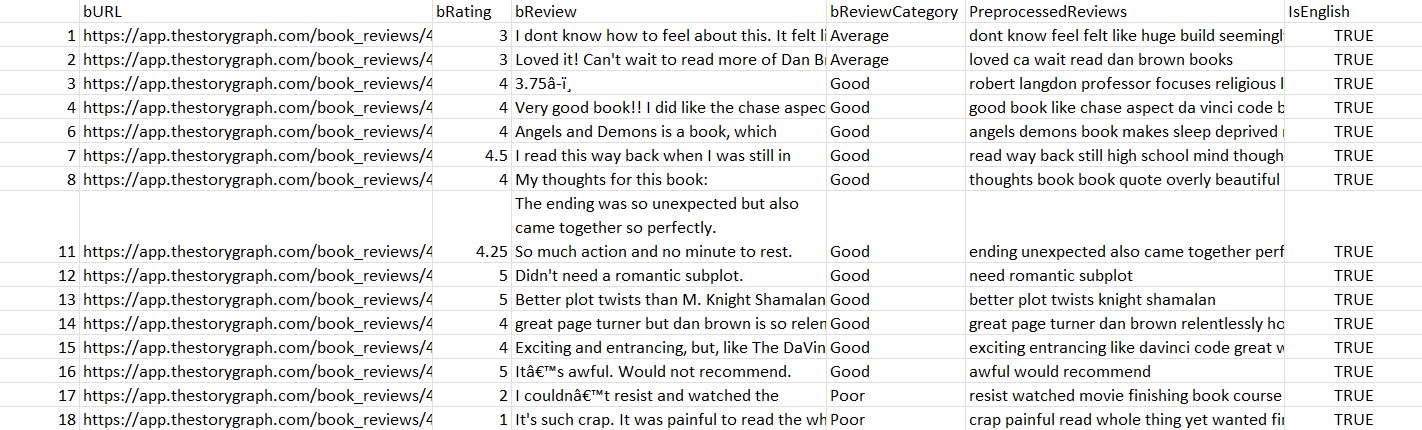 bURL bRating bReview bReviewCategory PreprocessedReviews IsEnglish
1 https://app.thestorygraph.com/book_reviews/4 3 I dont know how to feel about this. It felt li Average dont know feel felt like huge build seemingl TRUE
2 https://app.thestorygraph.com/book_reviews/4 3 Loved it! Can't wait to read more of Dan Br Average loved ca wait read dan brown books TRUE
3 https://app.thestorygraph.com/book_reviews/4 4 3.75â-ï¸ Good robert langdon professor focuses religious l TRUE
4 https://app.thestorygraph.com/book_reviews/4 4 Very good book!! I did like the chase aspec Good good book like chase aspect da vinci code b TRUE
6 https://app.thestorygraph.com/book_reviews/4 4 Angels and Demons is a book, which Good angels demons book makes sleep deprived TRUE
7 https://app.thestorygraph.com/book_reviews/4 4.5 I read this way back when I was still in Good read way back still high school mind though TRUE
8 https://app.thestorygraph.com/book_reviews/4 4 My thoughts for this book: Good thoughts book book quote overly beautiful TRUE
The ending was so unexpected but also
came together so perfectly.
11 https://app.thestorygraph.com/book_reviews/4 4.25 So much action and no minute to rest. Good ending unexpected also came together perf TRUE
12 https://app.thestorygraph.com/book_reviews/4 5 Didn't need a romantic subplot. Good need romantic subplot TRUE
13 https://app.thestorygraph.com/book_reviews/4 5 Better plot twists than M. Knight Shamalan Good better plot twists knight shamalan TRUE
14 https://app.thestorygraph.com/book_reviews/4 4 great page turner but dan brown is so relen Good great page turner dan brown relentlessly ho TRUE
15 https://app.thestorygraph.com/book_reviews/4 4 Exciting and entrancing, but, like The DaVin Good exciting entrancing like davinci code great w TRUE
16 https://app.thestorygraph.com/book_reviews/4 5 Itâ€™s awful. Would not recommend. Good awful would recommend TRUE
17 https://app.thestorygraph.com/book_reviews/4 2 I couldnâ€™t resist and watched the Poor resist watched movie finishing book course TRUE
18 https://app.thestorygraph.com/book_reviews/4 1 It's such crap. It was painful to read the wh Poor crap painful read whole thing yet wanted fin TRUE